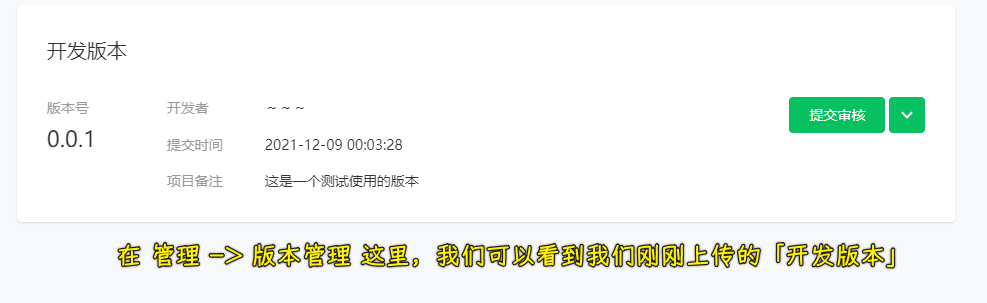 开发版本
版本号
0.0.1
开发者 ~ ~ ~
提交时间 2021-12-09 00:03:28
项目备注 这是一个测试使用的版本
提交审核
在 管理 -> 版本管理 这里，我们可以看到我们刚刚上传的「开发版本」